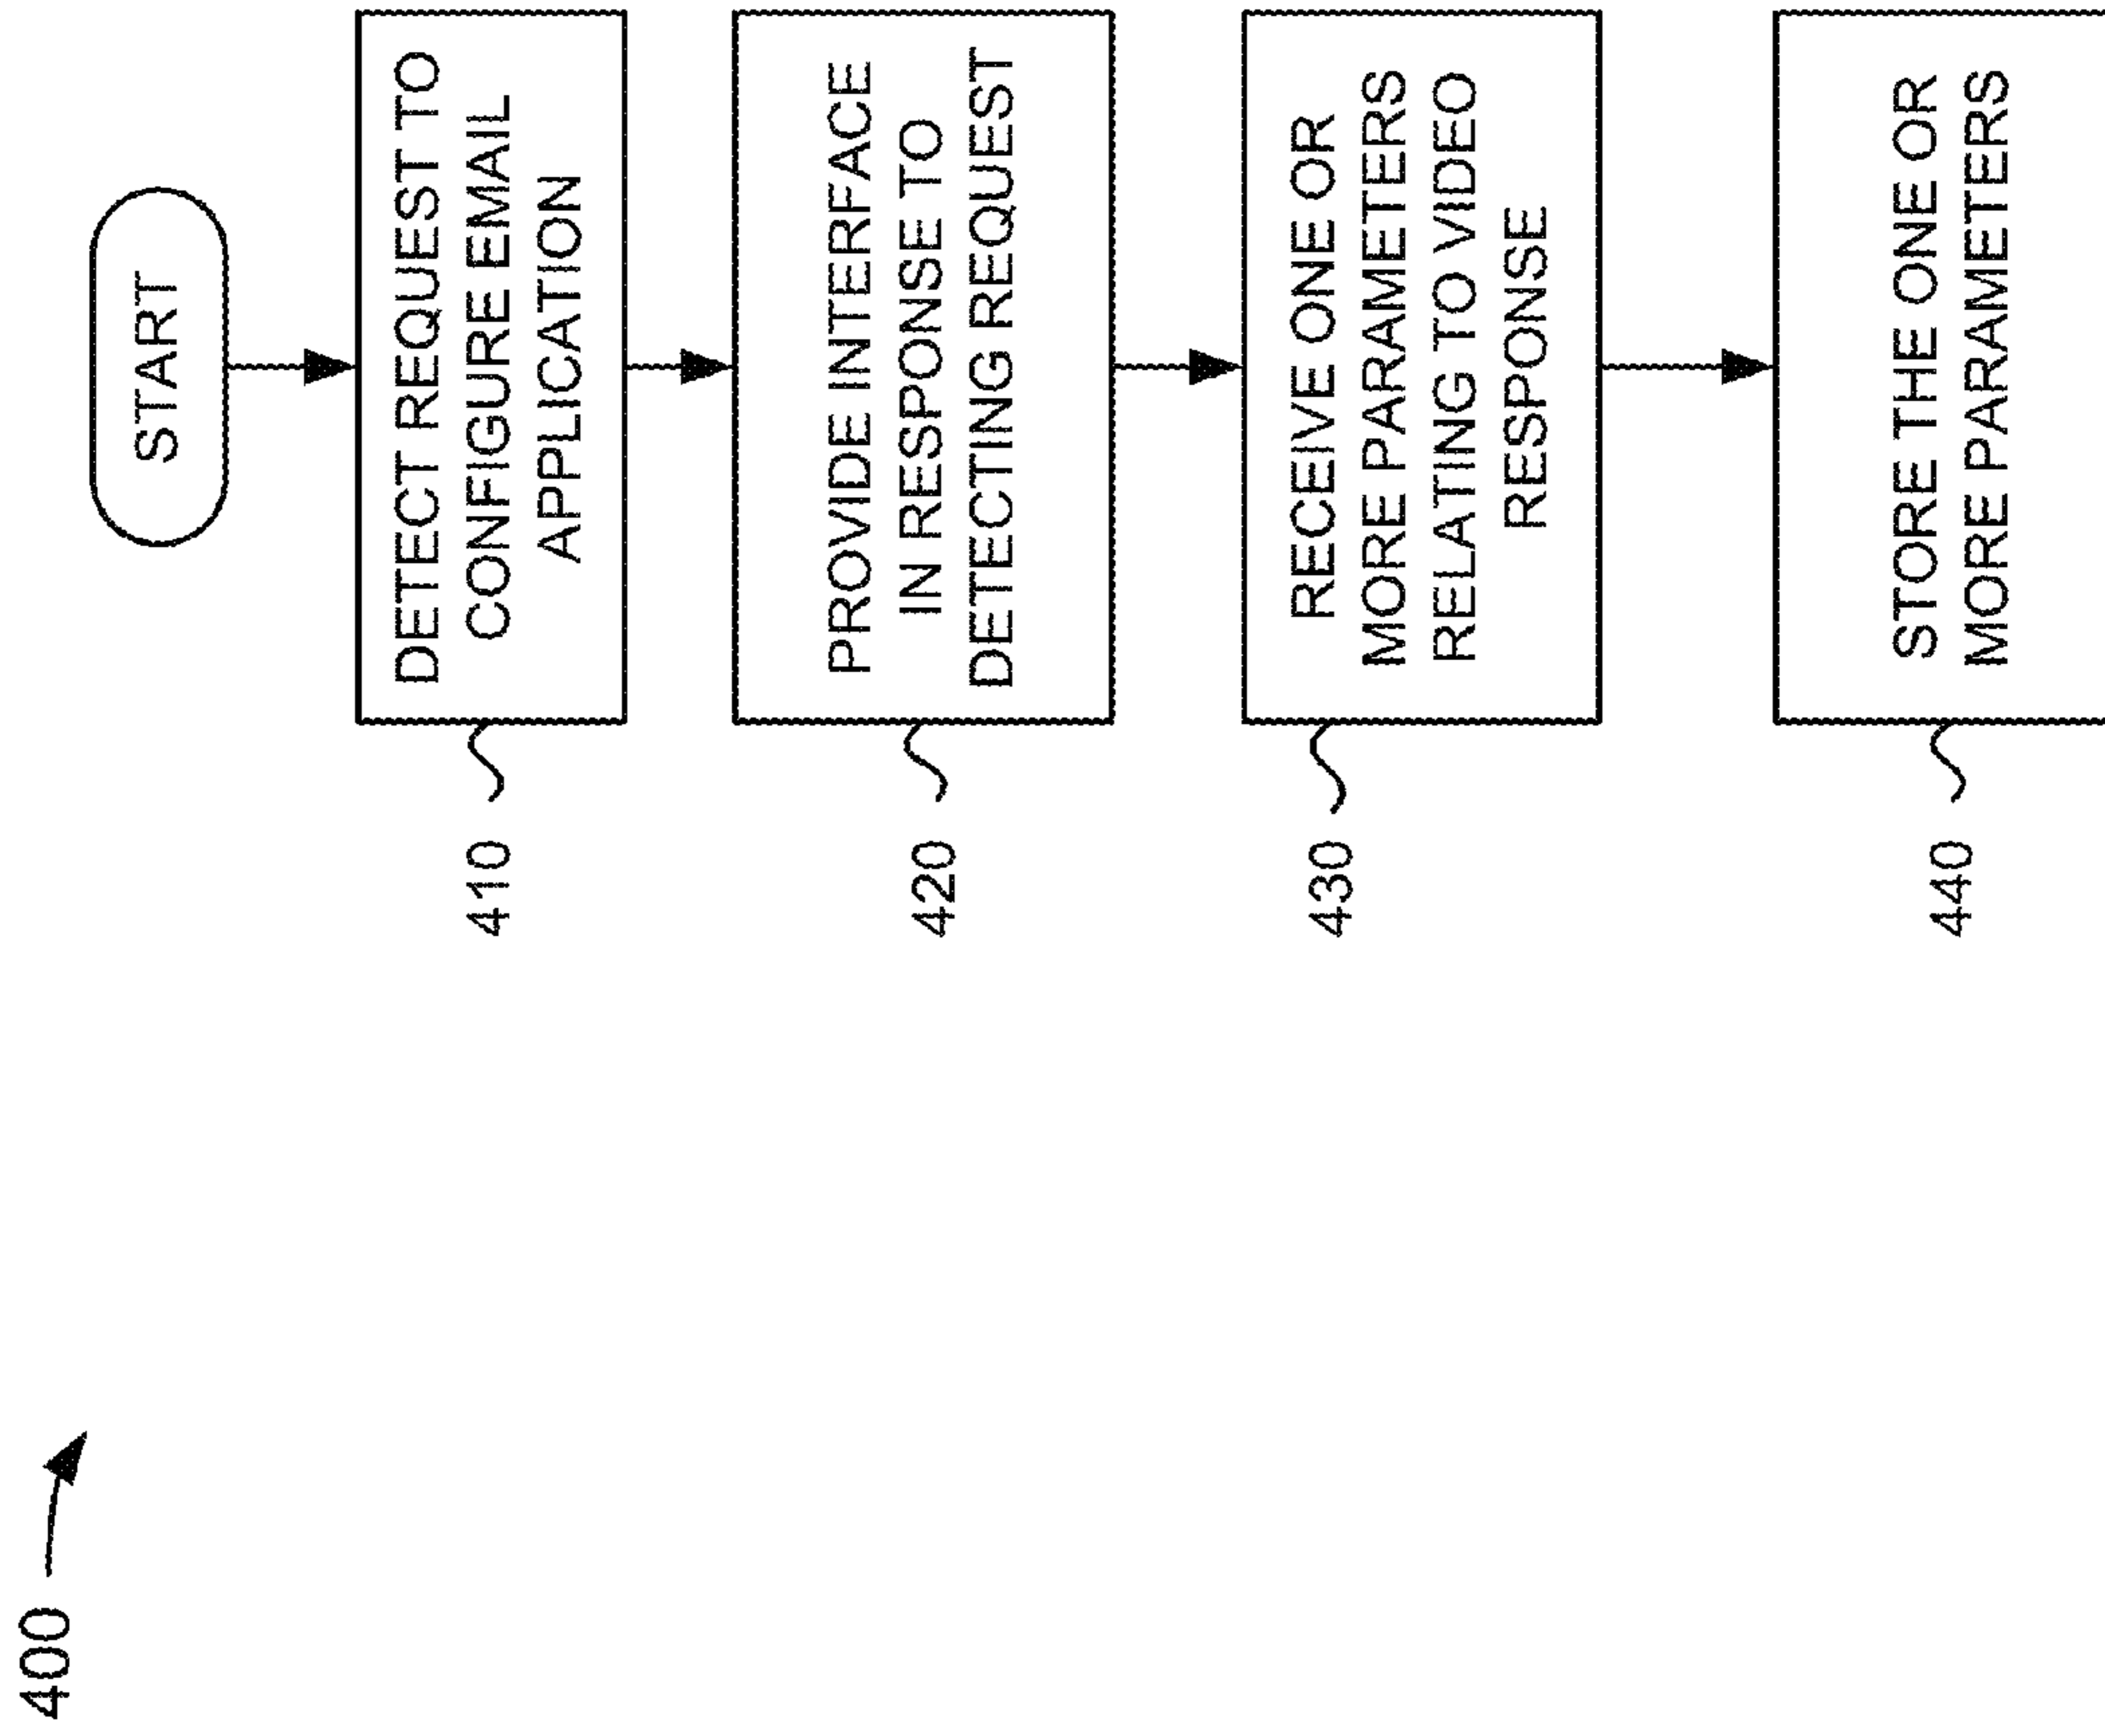 400
START
DETECT REQUEST TO
CONFIGURE EMAIL
APPLICATION
410
PROVIDE INTERFACE
IN RESPONSE TO
DETECTING REQUEST
420
RECEIVE ONE OR
MORE PARAMETERS
RELATING TO VIDEO
RESPONSE
430
STORE THE ONE OR
MORE PARAMETERS
440